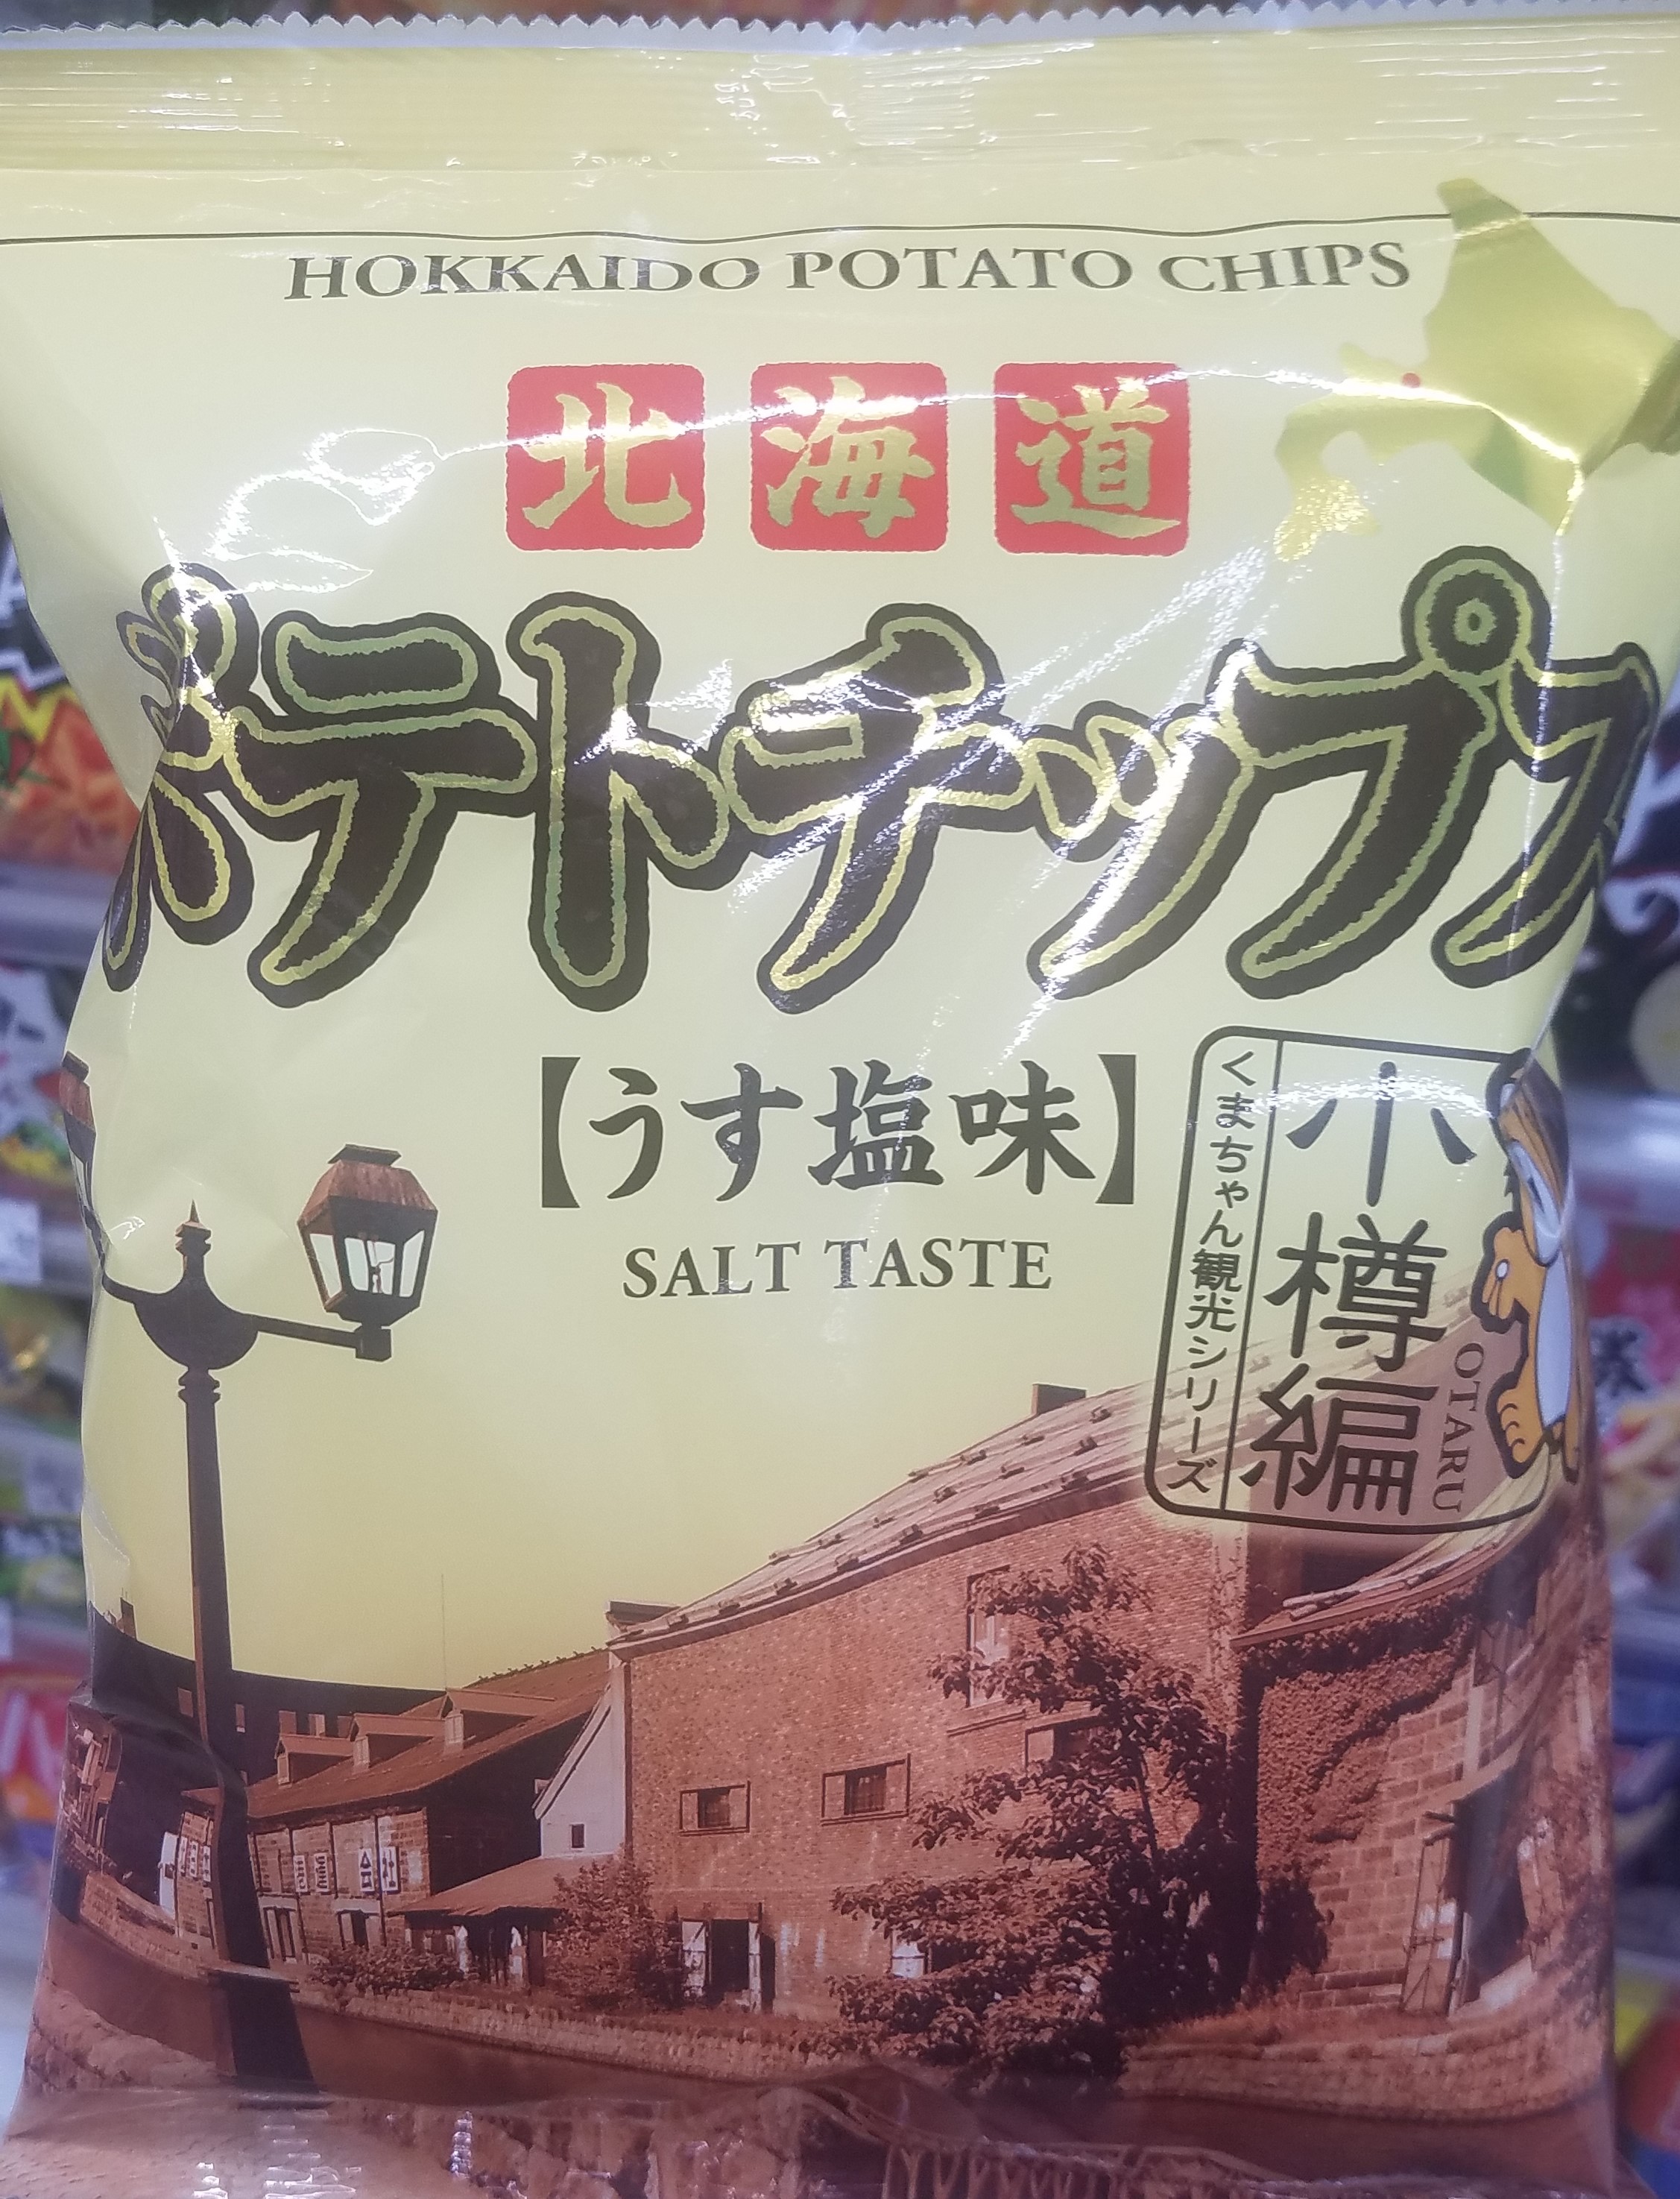 HOKKAIDO POTATO CHIPS
北海道
ポテトチップス
【うす塩味】
SALT TASTE
小樽編
OTARU
くまちゃん観光シリーズ